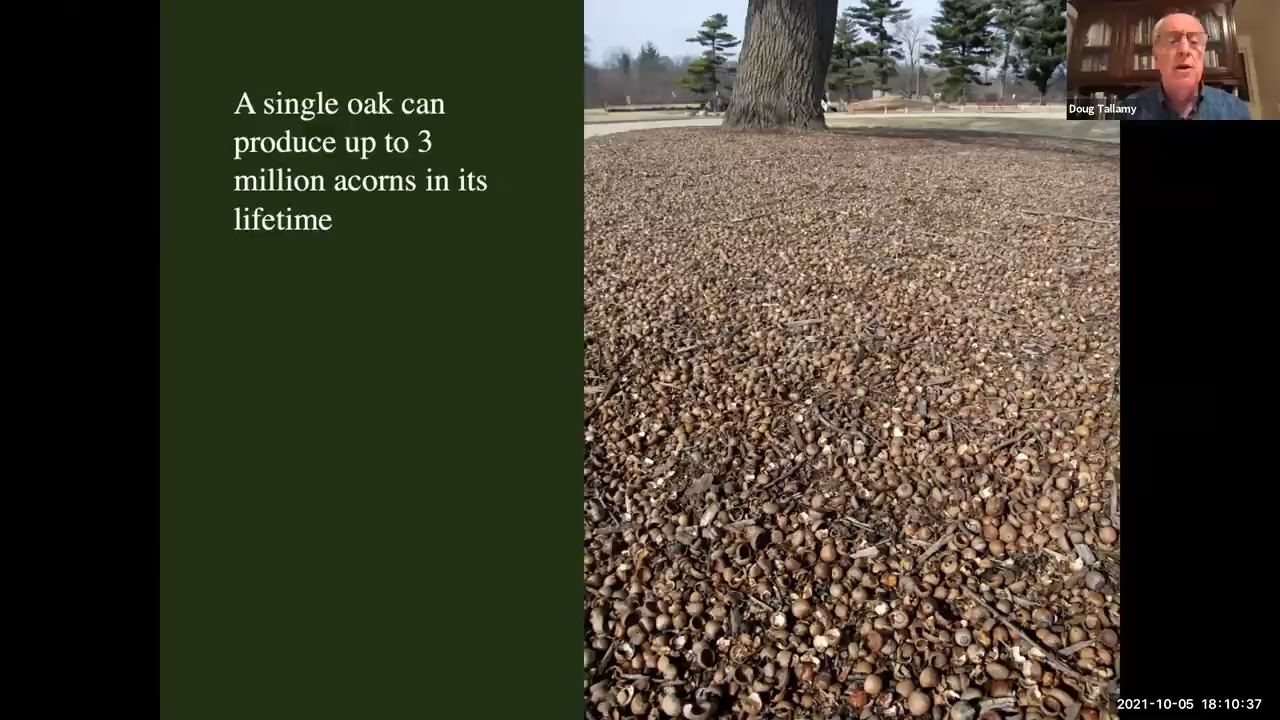 A single oak can
produce up to 3
million acorns in its
lifetime
Doug Tallamy
2021-10-05 18:10:37